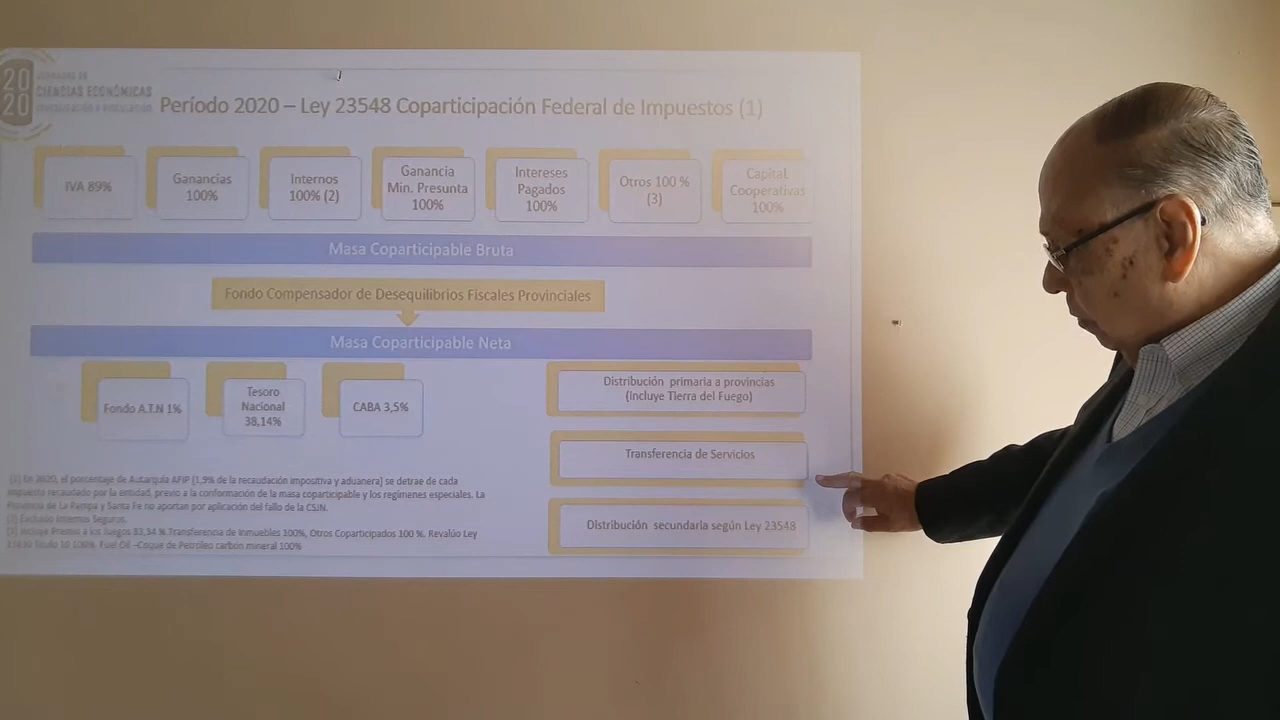 20
20
JORNADAS DE
CIENCIAS ECONÓMICAS
Período 2020 – Ley 23548 Coparticipación Federal de Impuestos (1)
IVA 89%
Ganancias
100%
Internos
100% (2)
Ganancia
Min. Presunta
100%
Intereses
Pagados
100%
Otros 100 %
(3)
Capital.
Cooperativas
100%
Masa Coparticipable Bruta
Fondo Compensador de Desequilibrios Fiscales Provinciales
Masa Coparticipable Neta
Fondo A.T.N 1%
Tesoro
Nacional
38,14%
CABA 3,5%
Distribución primaria a provincias
(Incluye Tierra del Fuego)
Transferencia de Servicios
Distribución secundaria según Ley 23548
(1) En 2020, el porcentaje de Autarquía AFIP (1,9% de la recaudación impositiva y aduanera) se detrae de cada
impuesto recaudado por la entidad, previo a la conformación de la masa coparticipable y los regímenes especiales. La
Provincia de La Pampa y Santa Fe no aportan por aplicación del fallo de la CSJN.
(2) Excluido Internos Seguros.
(3) Incluye Premios a los Juegos 83,34 % Transferencia de Inmuebles 100%, Otros Coparticipados 100 %. Revalúo Ley
27430 Título 10 100%. Fuel Oil –Coque de Petróleo carbon mineral 100%